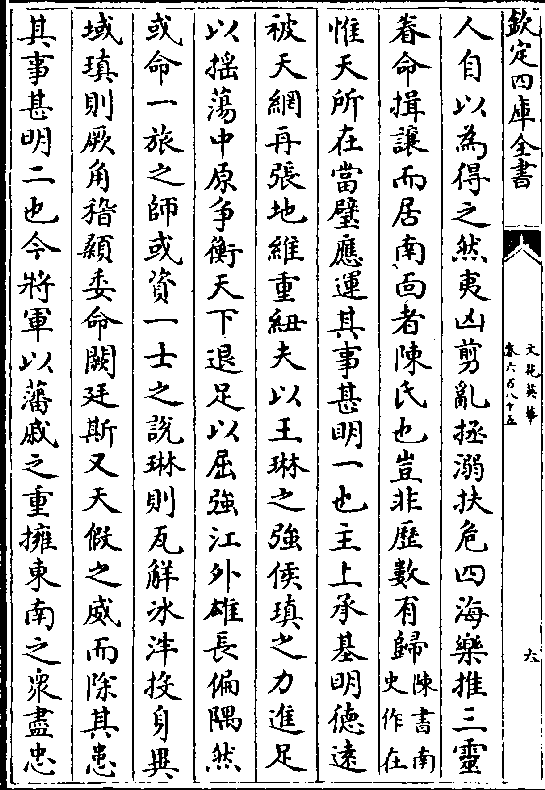 欽定四庫全書
文苑英華
卷六百八十五
六
人自以為得之然夷凶剪亂拯溺扶危四海樂推三靈
眷命揖讓而居南面者陳氏也豈非歷數有歸陳書南
史作在
惟天所在當璧應運其事甚明一也主上承基明德遠
被天網再張地維重紐夫以王琳之強侯瑱之力進足
以搖蕩中原爭衡天下退足以屈強江外雄長偏隅然
或命一旅之師或資一士之說琳則瓦解冰泮投身異
域瑱則厥角稽顙委命闕廷斯又天假之威而除其患
其事甚明二也今將軍以藩戚之重擁東南之衆盡忠